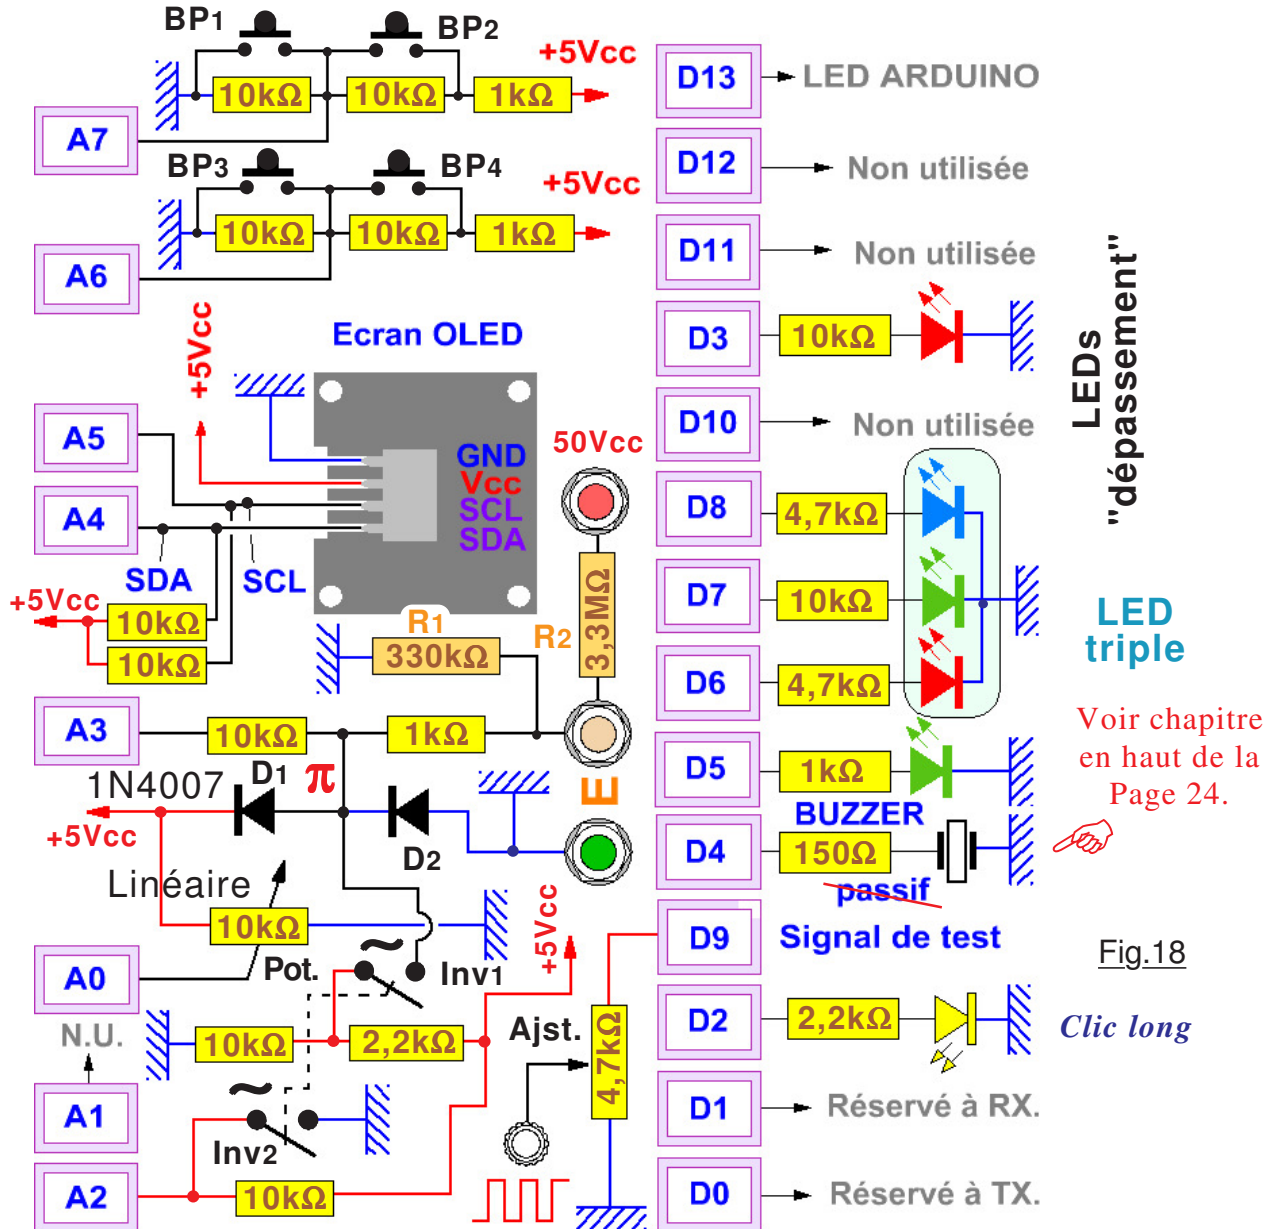 BP1
BP2
+5Vcc
10kΩ
10kΩ
1kΩ
A7
BP3
BP4
+5Vcc
10kΩ
10kΩ
1kΩ
A6
+5Vcc
Ecran OLED
A5
A4
GND
Vcc
SCL
SDA
50Vcc
SDA
SCL
+5Vcc
10kΩ
10kΩ
R1
330kΩ
R2
3,3MΩ
A3
10kΩ
1kΩ
1N4007
D1
π
+5Vcc
D2
E
Linéaire
10kΩ
A0
Pot.
~
Inv1
+5Vcc
N.U.
10kΩ
2,2kΩ
Ajst.
4,7kΩ
A1
~
Inv2
A2
10kΩ
D13
LED ARDUINO
D12
Non utilisée
D11
Non utilisée
D3
10kΩ
D10
Non utilisée
LEDs
"dépassement"
D8
4,7kΩ
D7
10kΩ
D6
4,7kΩ
LED
triple
D5
1kΩ
Voir chapitre
en haut de la
Page 24.
BUZZER
D4
150Ω
passif
D9
Signal de test
Fig.18
D2
2,2kΩ
Clic long
D1
Réservé à RX.
D0
Réservé à TX.